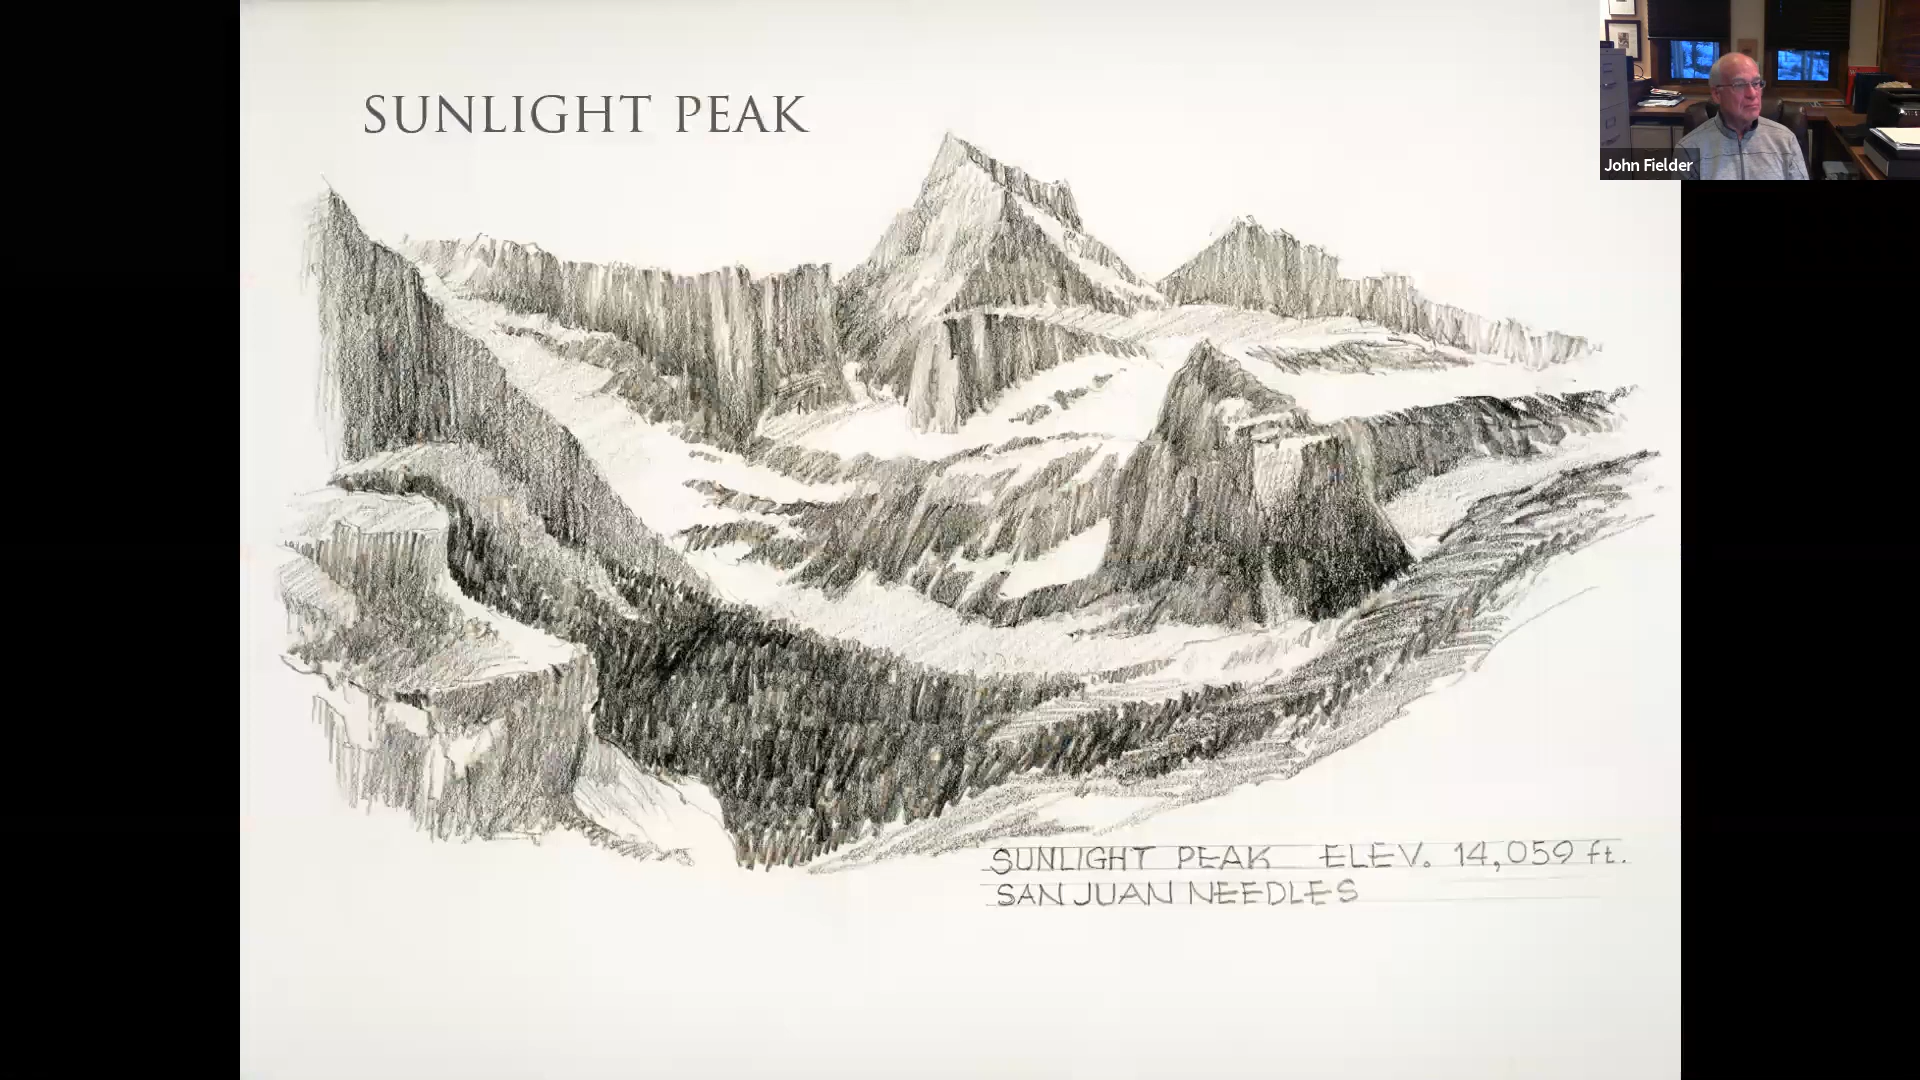 SUNLIGHT PEAK
John Fielder
SUNLIGHT PEAK ELEV. 14,059 ft.
SAN JUAN NEEDLES